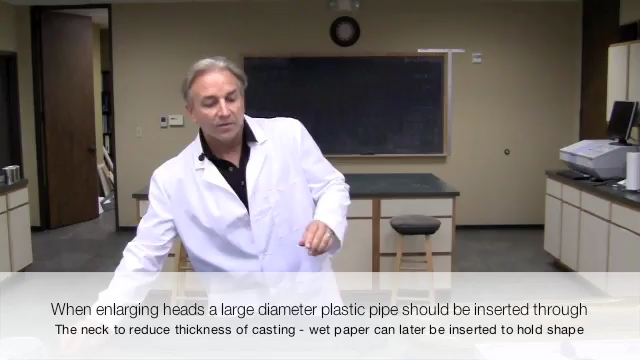 When enlarging heads a large diameter plastic pipe should be inserted through
The neck to reduce thickness of casting - wet paper can later be inserted to hold shape